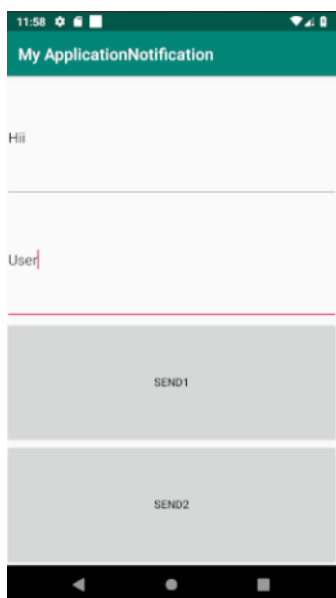 11:58
My ApplicationNotification
Hii
User
SEND1
SEND2